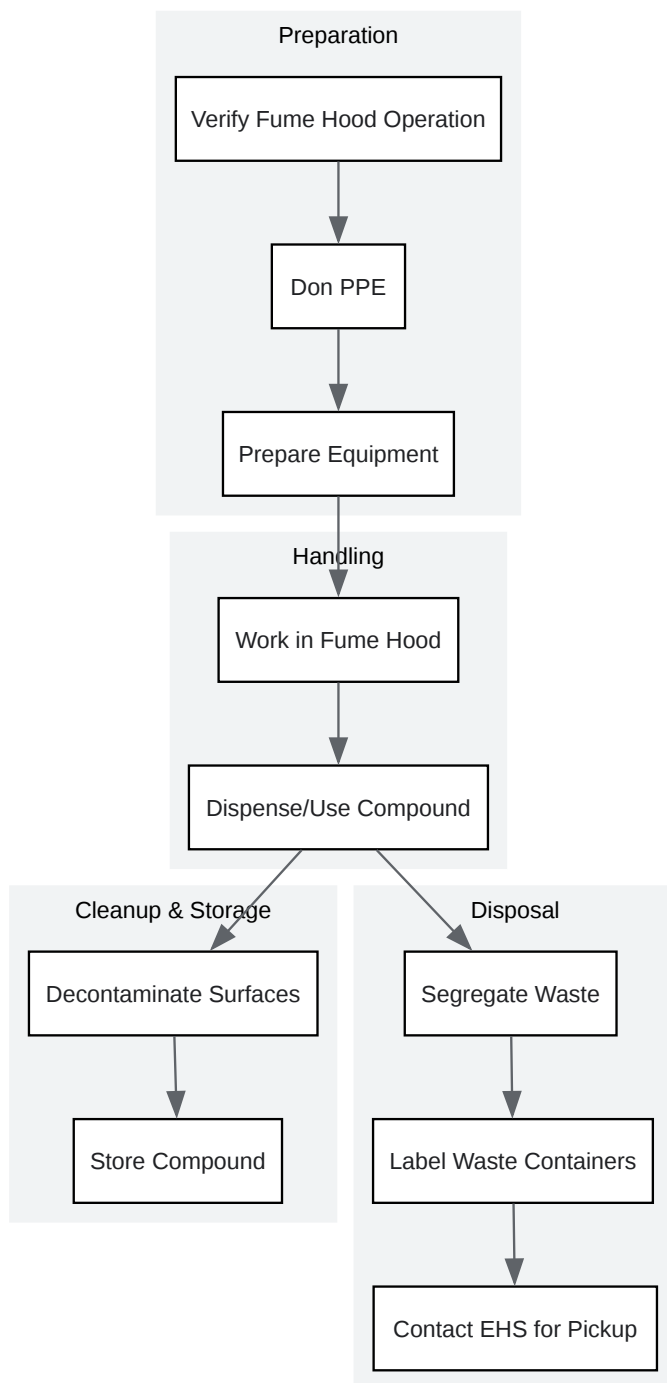 Preparation
Verify Fume Hood Operation
Don PPE
Prepare Equipment
Handling
Work in Fume Hood
Dispense/Use Compound
Cleanup & Storage
Decontaminate Surfaces
Store Compound
Disposal
Segregate Waste
Label Waste Containers
Contact EHS for Pickup